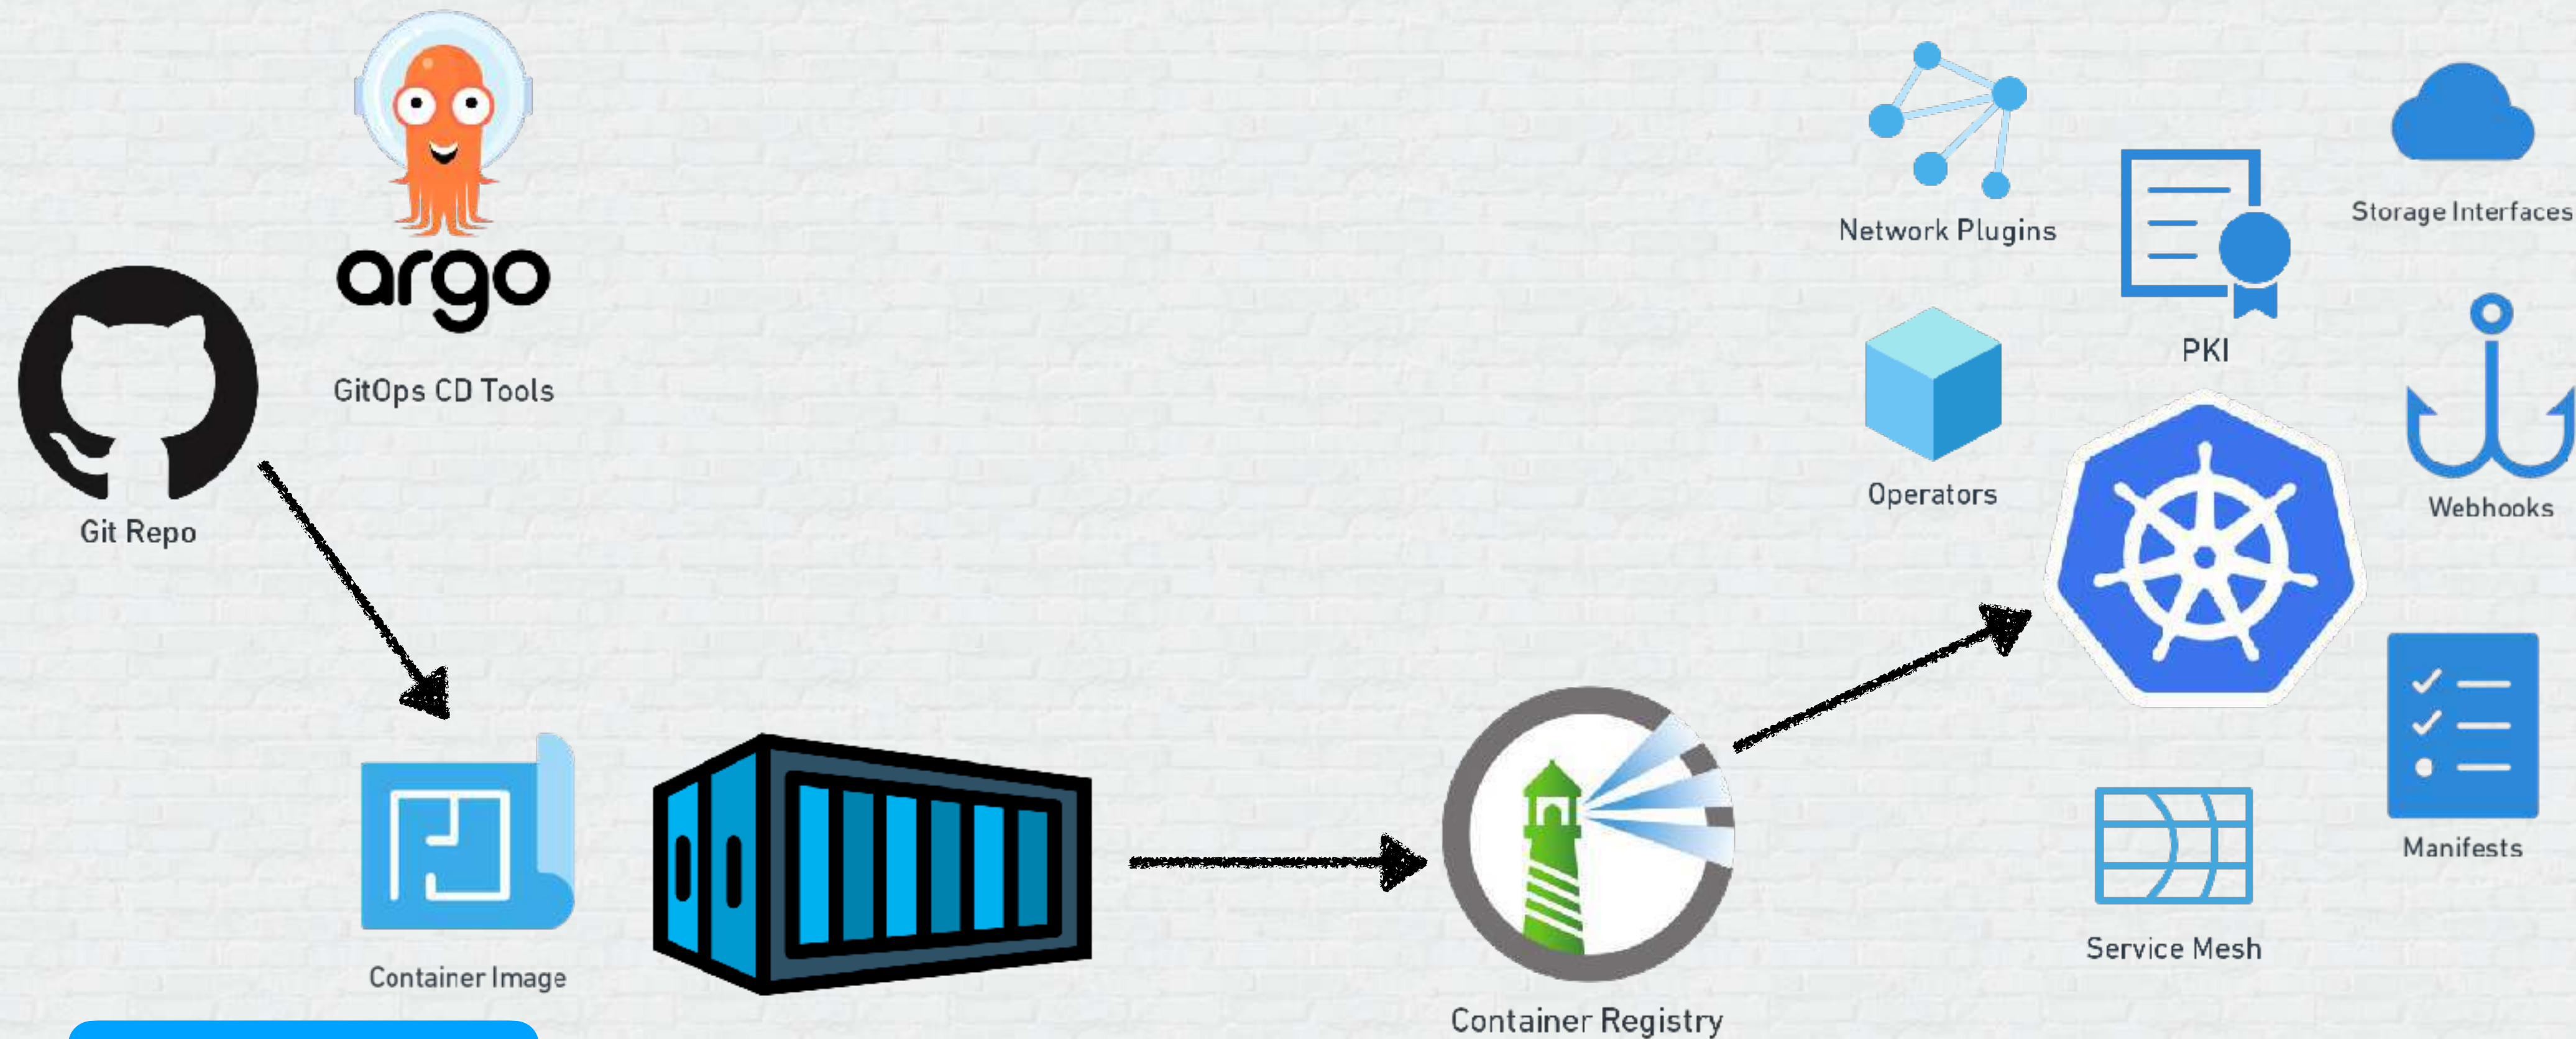 argo
GitOps CD Tools
Git Repo
Container Image
Container Registry
Network Plugins
PKI
Storage Interfaces
Operators
Webhooks
Manifests
Service Mesh